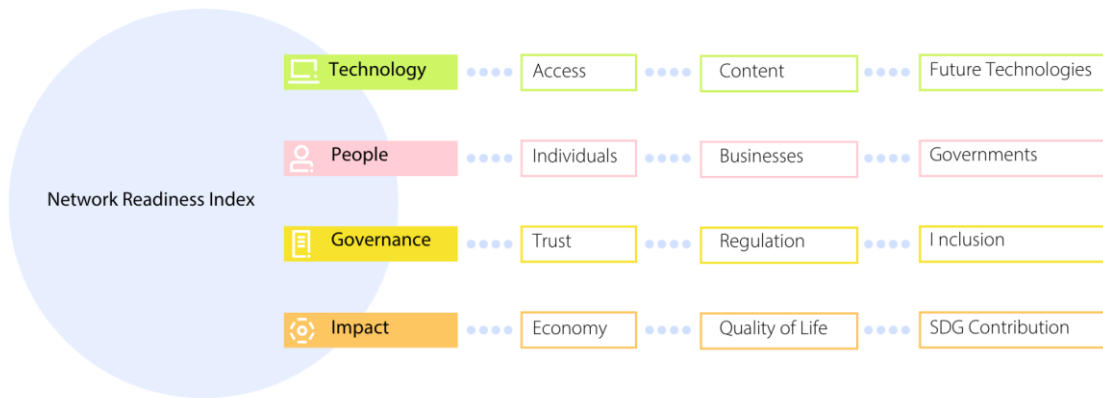 Technology Access Content Future Technologies
People Individuals Businesses Governments
Network Readiness Index
Governance Trust Regulation I nclusion
Impact Economy Quality of Life SDG Contribution